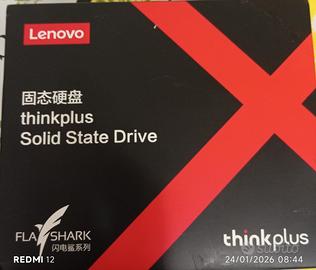 Lenovo
固态硬盘
thinkplus
Solid State Drive
FLASHARK
闪电鲨系列
thinkplus
subito
REDMI 12
24/01/2026 08:44